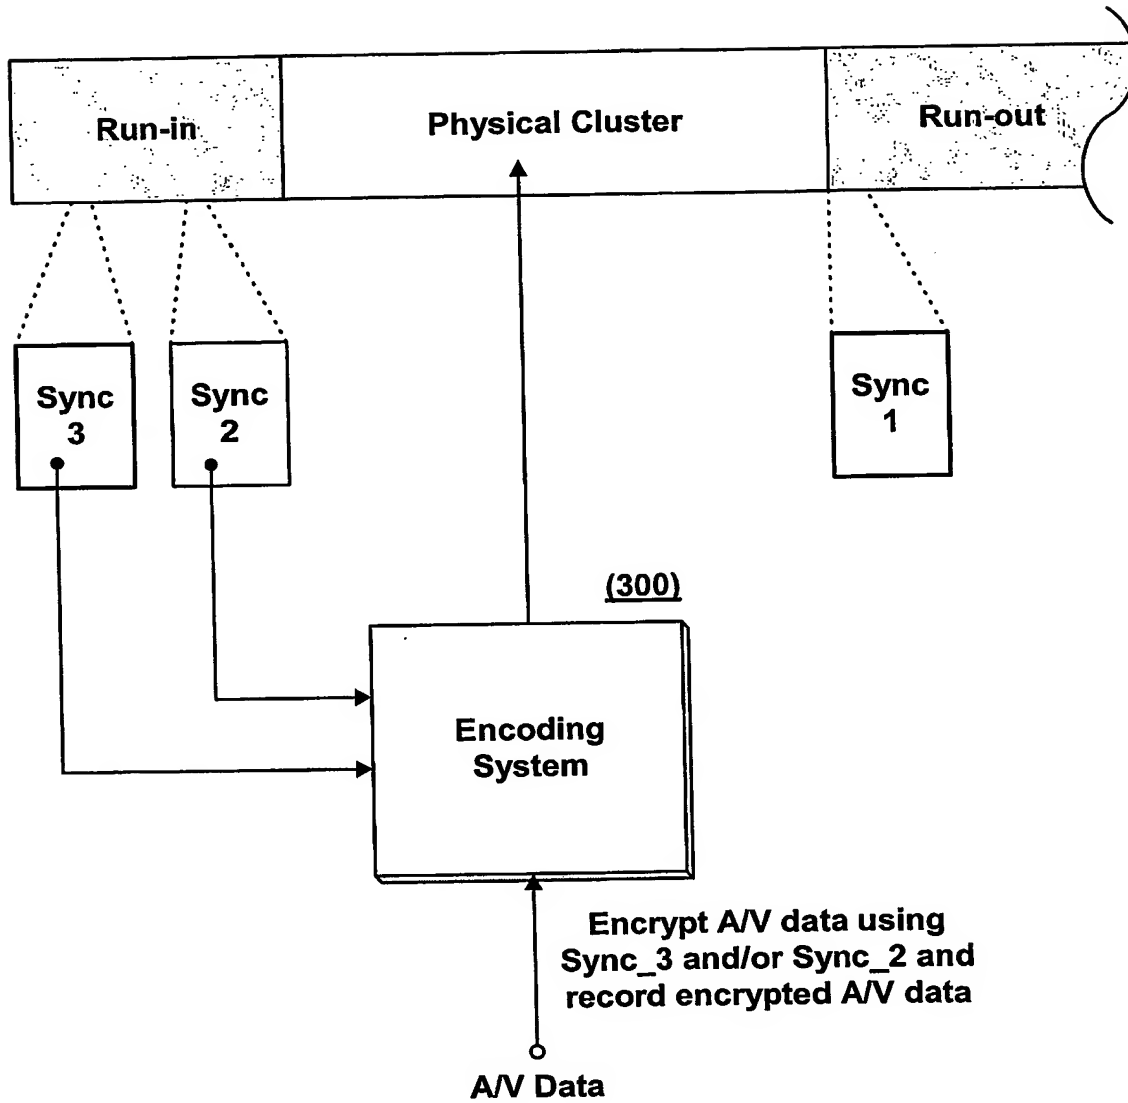 Run-in
Physical Cluster
Run-out
Sync
3
Sync
2
Sync
1
(300)
Encoding
System
Encrypt A/V data using
Sync_3 and/or Sync_2 and
record encrypted A/V data
A/V Data